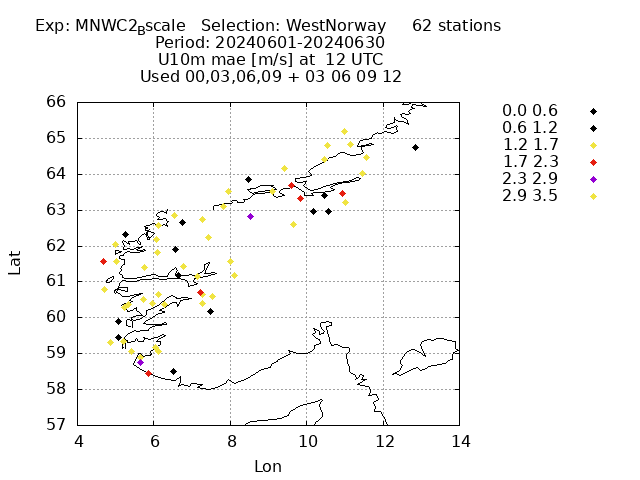 Exp: MNWC2_Bscale   Selection: WestNorway     62 stations
Period: 20240601-20240630
U10m mae [m/s] at  12 UTC
Used 00,03,06,09 + 03 06 09 12
0.0 0.6
0.6 1.2
1.2 1.7
1.7 2.3
2.3 2.9
2.9 3.5
66
65
64
63
62
61
60
59
58
57
Lat
4 6 8 10 12 14
Lon